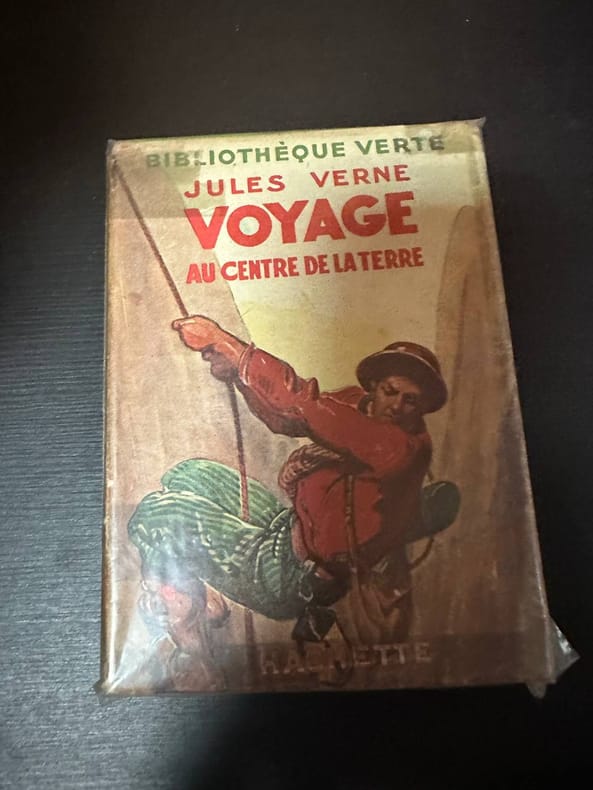 BIBLIOTHÈQUE VERTE
JULES VERNE
VOYAGE
AU CENTRE DE LA TERRE
HACHETTE